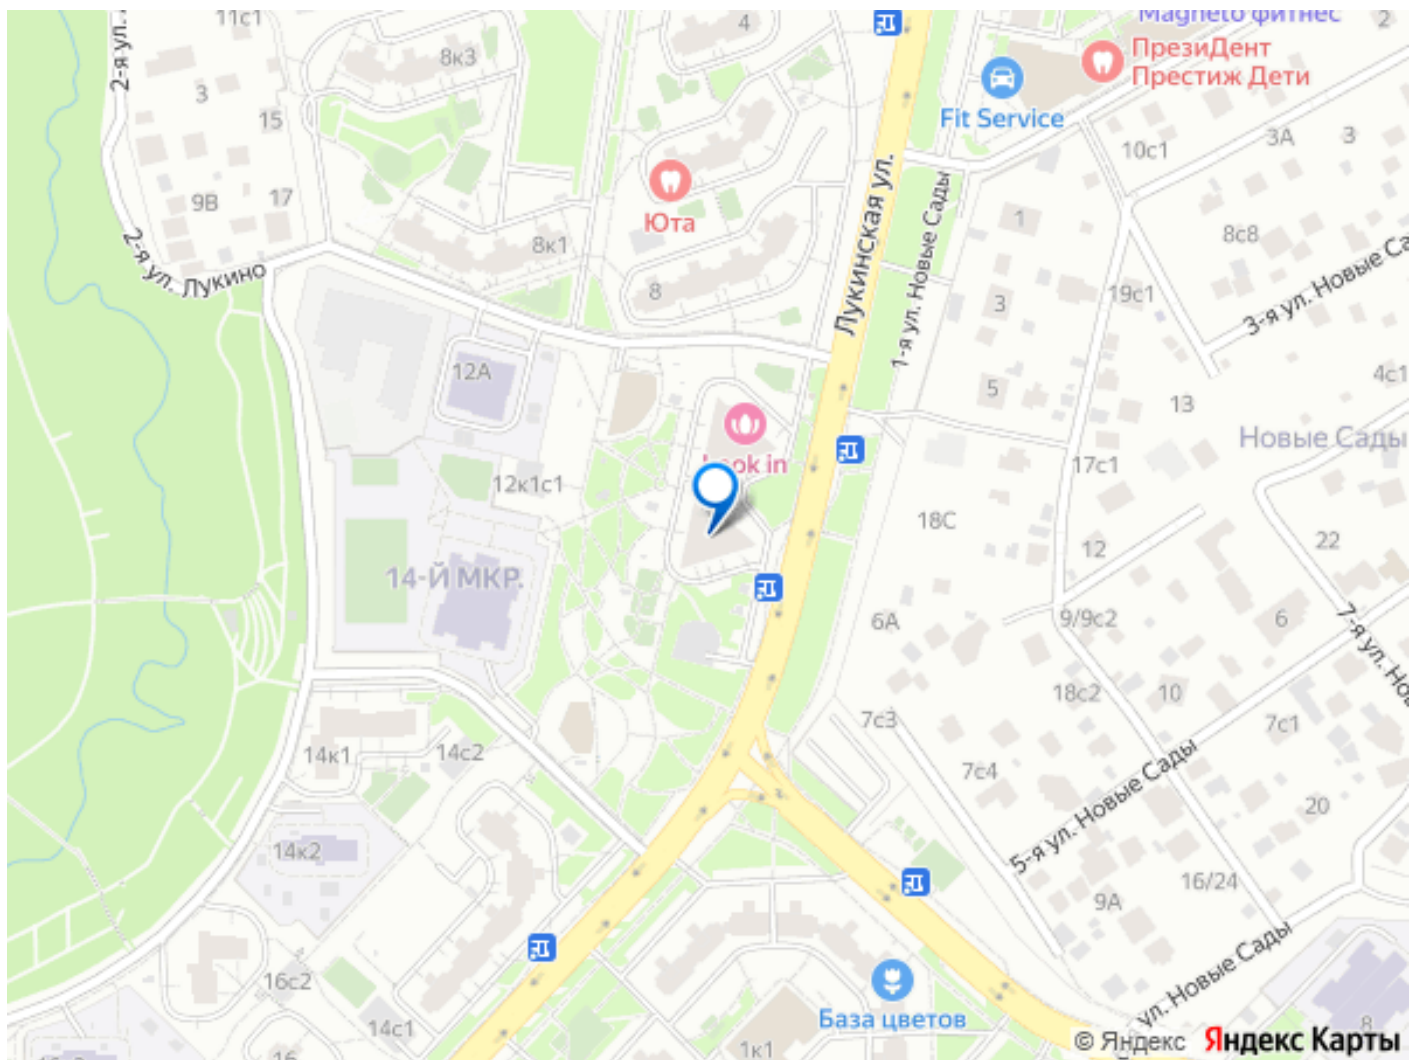 11с1
4
Magneto фитнес
2
ПрезиДент
Престиж Дети
8к3
2-я ул.
3
Fit Service
15
10с1
3А
3
Лукинская ул.
9В
17
Юта
1-я ул. Новые Сады
1
8с8
2-я ул. Лукино
8к1
8
3
19с1
3-я ул. Новые Са
12А
5
13
4с1
Look in
Новые Сады
17с1
12к1с1
18С
12
22
14-Й МКР.
6А
9/9с2
6
7-я ул. Но
18с2
10
7с3
7с1
14к1
14с2
7с4
5-я ул. Новые Сады
20
14к2
16/24
9А
16с2
База цветов
ул. Новые Сады
14с1
8
16
1к1
© Яндекс Яндекс Карты